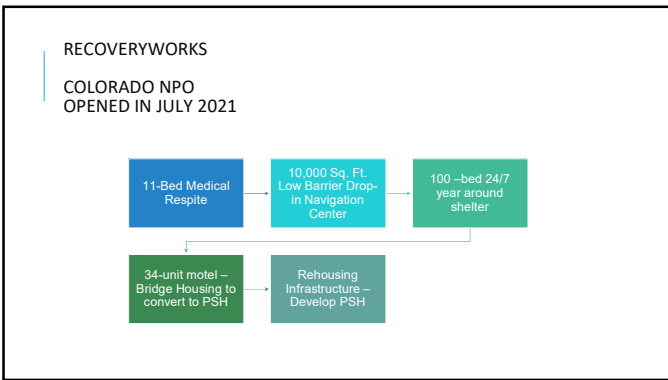 RECOVERYWORKS
COLORADO NPO
OPENED IN JULY 2021
11-Bed Medical
Respite
10,000 Sq. Ft.
Low Barrier Drop-
in Navigation
Center
100 –bed 24/7
year around
shelter
34-unit motel –
Bridge Housing to
convert to PSH
Rehousing
Infrastructure –
Develop PSH